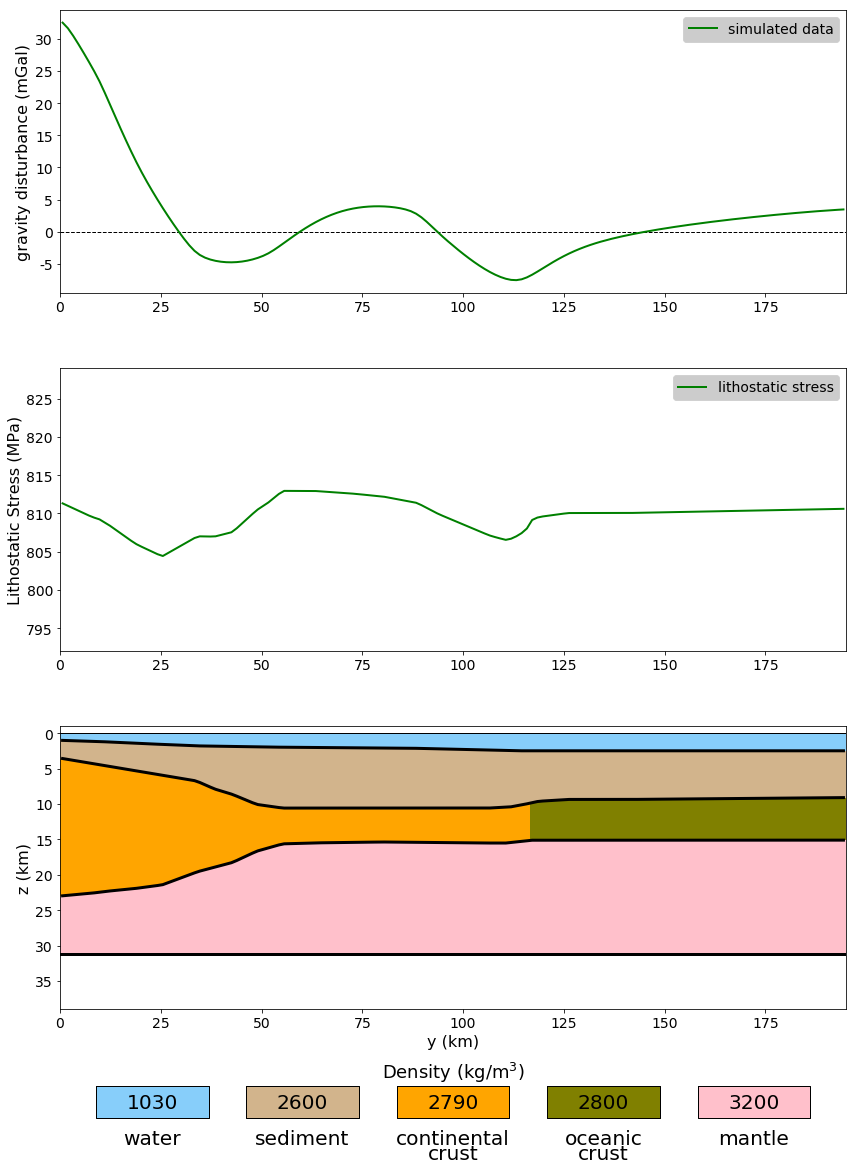 gravity disturbance (mGal)
30
25
20
15
10
5
0
-5
simulated data
0 25 50 75 100 125 150 175
Lithostatic Stress (MPa)
825
820
815
810
805
800
795
lithostatic stress
0 25 50 75 100 125 150 175
z (km)
0
5
10
15
20
25
30
35
0 25 50 75 100 125 150 175
y (km)
Density (kg/m³)
1030 2600 2790 2800 3200
water sediment continental oceanic mantle
crust crust